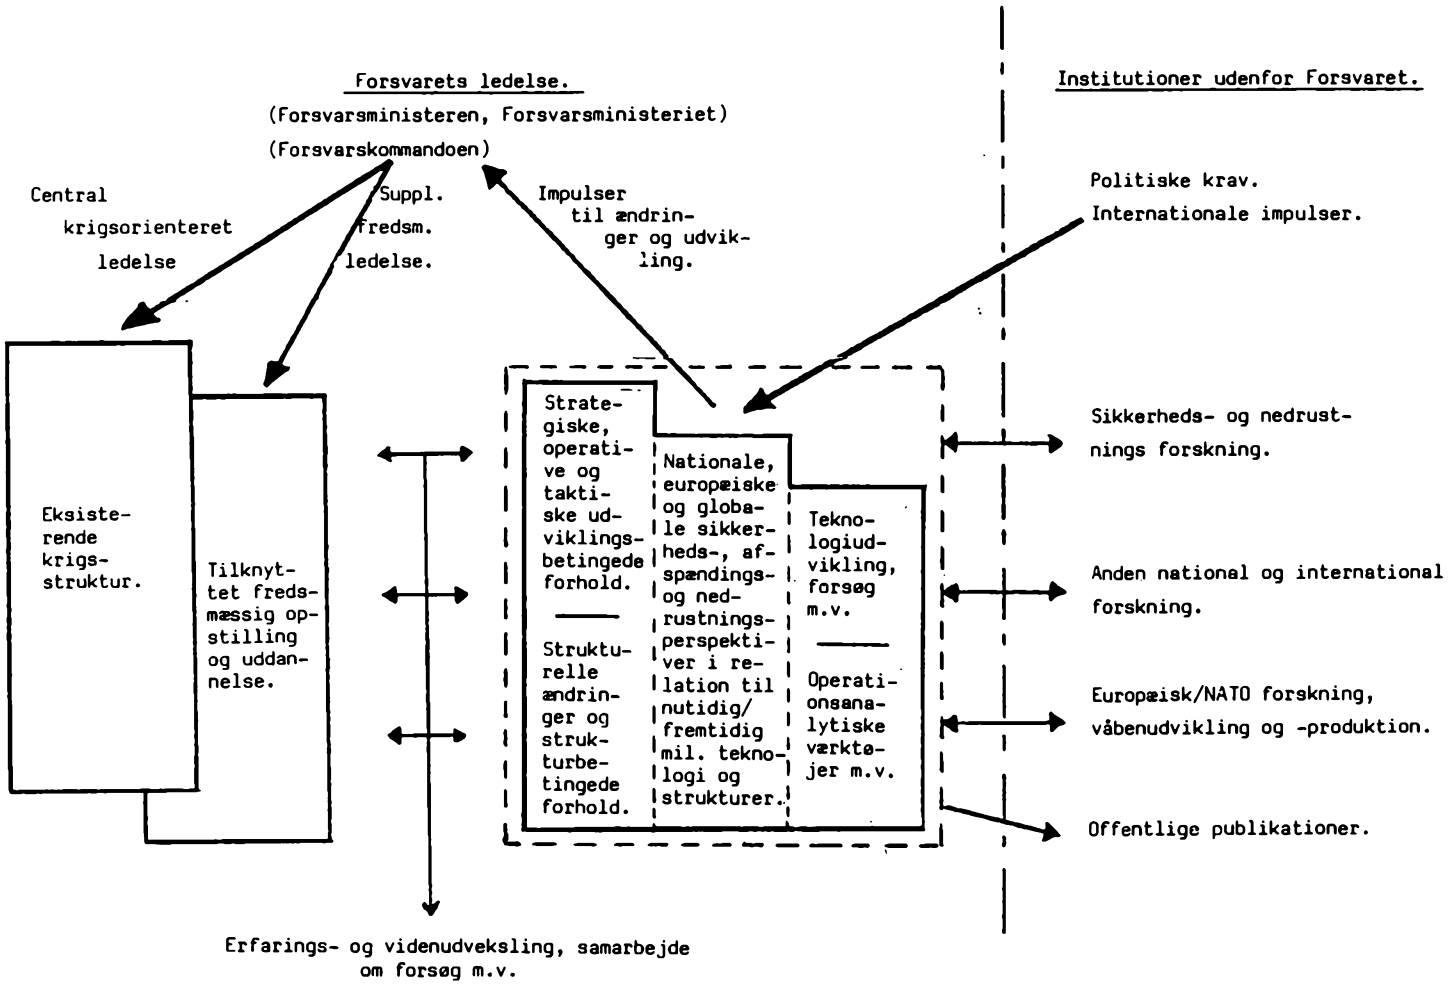 Forsvarets ledelse.
(Forsvarsministeren, Forsvarsministeriet)
(Forsvarskommandoen)
Institutioner udenfor Forsvaret.
Central
krigsorienteret
ledelse
Suppl.
fredsm.
ledelse.
Impulser
til ændrin-
ger og udvik-
ling.
Politiske krav.
Internationale impulser.
Eksiste-
rende
krigs-
struktur.
Tilknyt-
tet freds-
mæssig op-
stilling
og uddan-
nelse.
Strate-
giske,
operati-
ve og
takti-
ske ud-
viklings-
betingede
forhold.
Struktu-
relle
ændrin-
ger og
struk-
turbe-
tingede
forhold.
Nationale,
europæiske
og globa-
le sikker-
heds-, af-
spændings-
og ned-
rustnings-
perspekti-
ver i re-
lation til
nutidig/
fremtidig
mil. tekno-
logi og
strukturer.
Tekno-
logiud-
vikling,
forsøg
m.v.
Operati-
onsana-
lytiske
værktø-
jer m.v.
Sikkerheds- og nedrust-
nings forskning.
Anden national og international
forskning.
Europæisk/NATO forskning,
våbenudvikling og -produktion.
Offentlige publikationer.
Erfarings- og videnudveksling, samarbejde
om forsøg m.v.